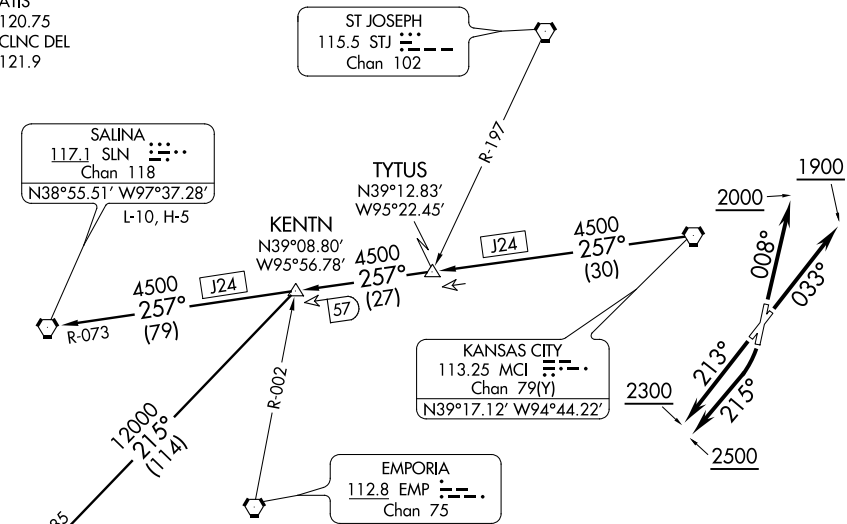 ATIS
120.75
CLNC DEL
121.9
ST JOSEPH
115.5 STJ
Chan 102
SALINA
117.1 SLN
Chan 118
N38°55.51' W97°37.28'
L-10, H-5
R-197
TYTUS
N39°12.83'
W95°22.45'
KENTN
N39°08.80'
W95°56.78'
4500
J24
257°
(30)
4500
257°
(27)
57
4500
J24
257°
(79)
R-073
R-002
12000
215°
(114)
KANSAS CITY
113.25 MCI
Chan 79(Y)
N39°17.12' W94°44.22'
EMPORIA
112.8 EMP
Chan 75
2000
1900
008°
033°
213°
215°
2300
2500